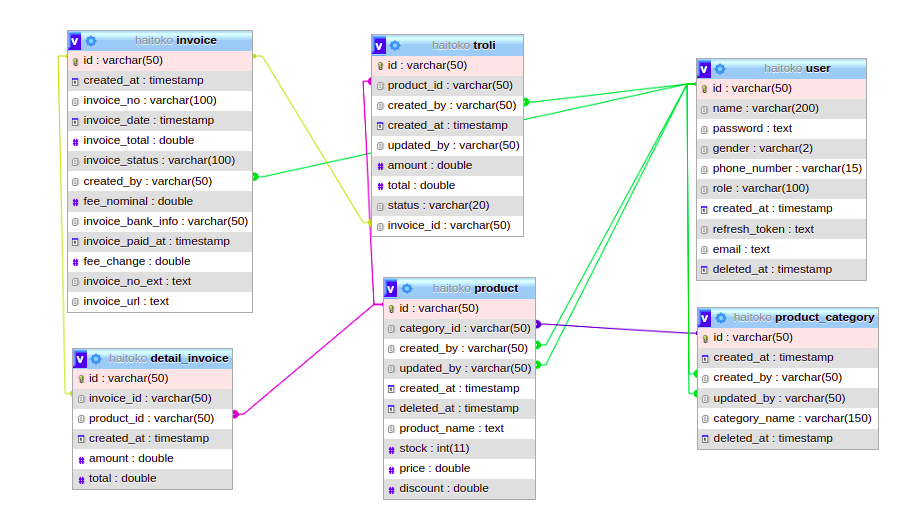 haitoko invoice
id : varchar(50)
created_at : timestamp
invoice_no : varchar(100)
invoice_date : timestamp
invoice_total : double
invoice_status : varchar(100)
created_by : varchar(50)
fee_nominal : double
invoice_bank_info : varchar(50)
invoice_paid_at : timestamp
fee_change : double
invoice_no_ext : text
invoice_url : text
haitoko troli
id : varchar(50)
product_id : varchar(50)
created_by : varchar(50)
created_at : timestamp
updated_by : varchar(50)
amount : double
total : double
status : varchar(20)
invoice_id : varchar(50)
haitoko user
id : varchar(50)
name : varchar(200)
password : text
gender : varchar(2)
phone_number : varchar(15)
role : varchar(100)
created_at : timestamp
refresh_token : text
email : text
deleted_at : timestamp
haitoko detail_invoice
id : varchar(50)
invoice_id : varchar(50)
product_id : varchar(50)
created_at : timestamp
amount : double
total : double
haitoko product
id : varchar(50)
category_id : varchar(50)
created_by : varchar(50)
updated_by : varchar(50)
created_at : timestamp
deleted_at : timestamp
product_name : text
stock : int(11)
price : double
discount : double
haitoko product_category
id : varchar(50)
created_at : timestamp
created_by : varchar(50)
updated_by : varchar(50)
category_name : varchar(150)
deleted_at : timestamp